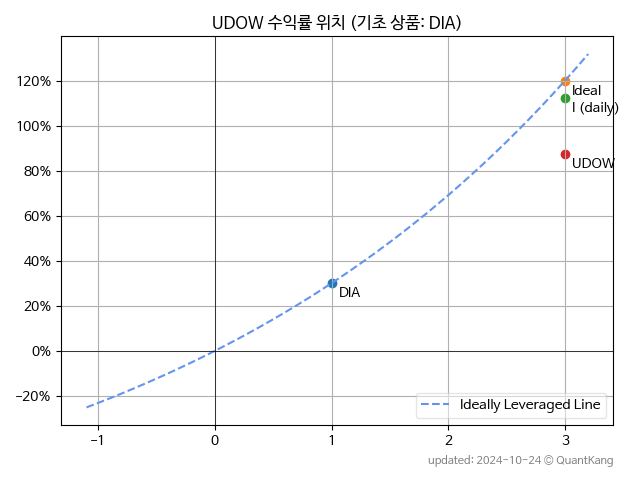 UDOW 수익률 위치 (기초 상품: DIA)
120%
100%
80%
60%
40%
20%
0%
−20%
Ideal
I (daily)
UDOW
DIA
Ideally Leveraged Line
−1
0
1
2
3
updated: 2024-10-24 © QuantKang